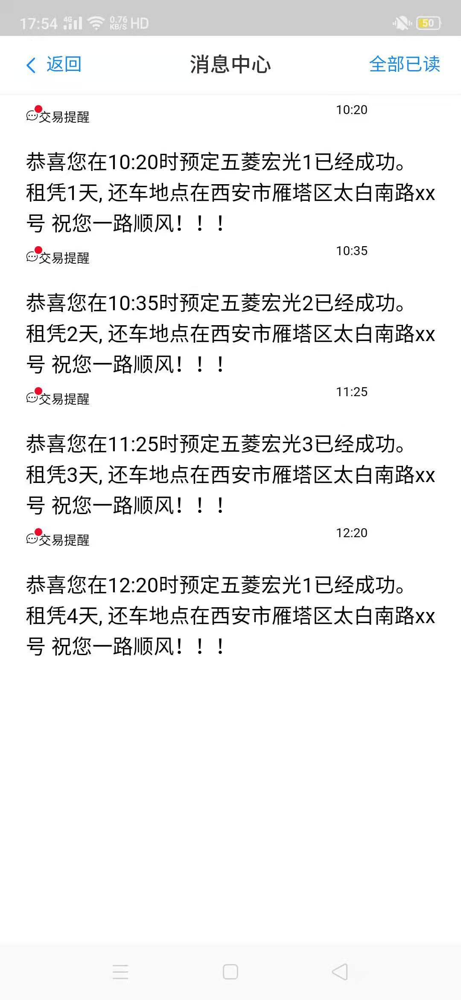 17:54 4G 0.76 KB/S HD 50
返回 消息中心 全部已读
交易提醒 10:20
恭喜您在10:20时预定五菱宏光1已经成功。
租凭1天, 还车地点在西安市雁塔区太白南路xx
号 祝您一路顺风！！！
交易提醒 10:35
恭喜您在10:35时预定五菱宏光2已经成功。
租凭2天, 还车地点在西安市雁塔区太白南路xx
号 祝您一路顺风！！！
交易提醒 11:25
恭喜您在11:25时预定五菱宏光3已经成功。
租凭3天, 还车地点在西安市雁塔区太白南路xx
号 祝您一路顺风！！！
交易提醒 12:20
恭喜您在12:20时预定五菱宏光1已经成功。
租凭4天, 还车地点在西安市雁塔区太白南路xx
号 祝您一路顺风！！！